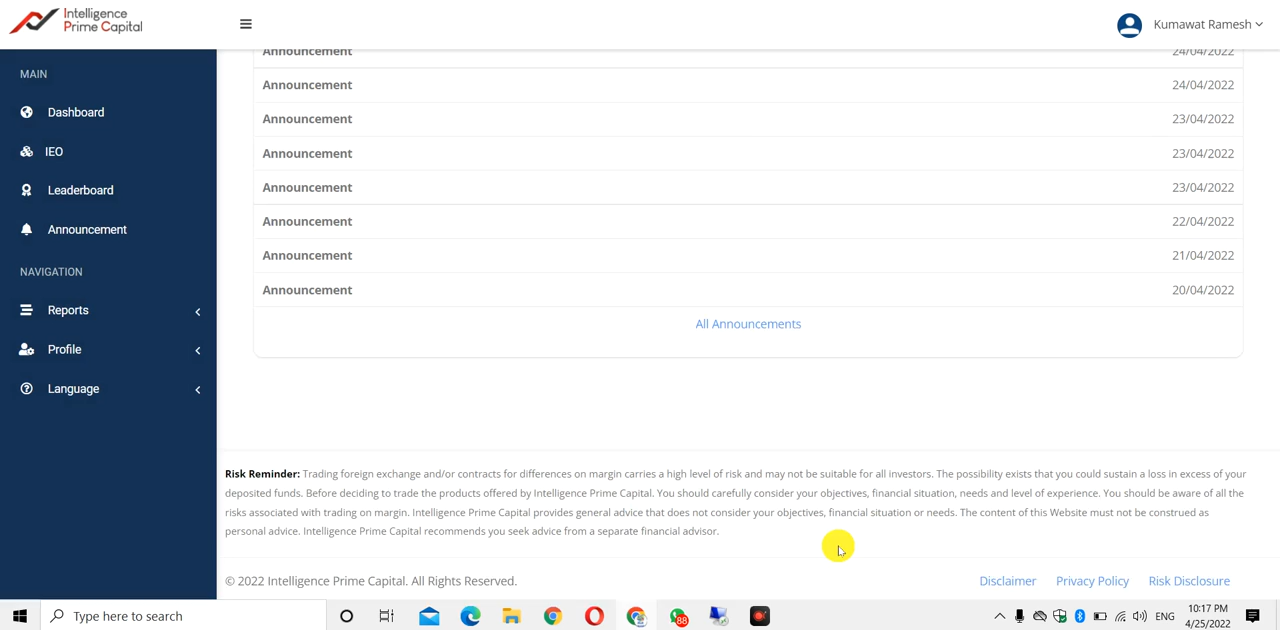 Intelligence
Prime Capital
Kumawat Ramesh
MAIN
Dashboard
IEO
Leaderboard
Announcement
NAVIGATION
Reports
Profile
Language
Announcement 24/04/2022
Announcement 24/04/2022
Announcement 23/04/2022
Announcement 23/04/2022
Announcement 23/04/2022
Announcement 22/04/2022
Announcement 21/04/2022
Announcement 20/04/2022
All Announcements
Risk Reminder: Trading foreign exchange and/or contracts for differences on margin carries a high level of risk and may not be suitable for all investors. The possibility exists that you could sustain a loss in excess of your
deposited funds. Before deciding to trade the products offered by Intelligence Prime Capital. You should carefully consider your objectives, financial situation, needs and level of experience. You should be aware of all the
risks associated with trading on margin. Intelligence Prime Capital provides general advice that does not consider your objectives, financial situation or needs. The content of this Website must not be construed as
personal advice. Intelligence Prime Capital recommends you seek advice from a separate financial advisor.
© 2022 Intelligence Prime Capital. All Rights Reserved.
Disclaimer Privacy Policy Risk Disclosure
Type here to search
88
ENG
10:17 PM
4/25/2022